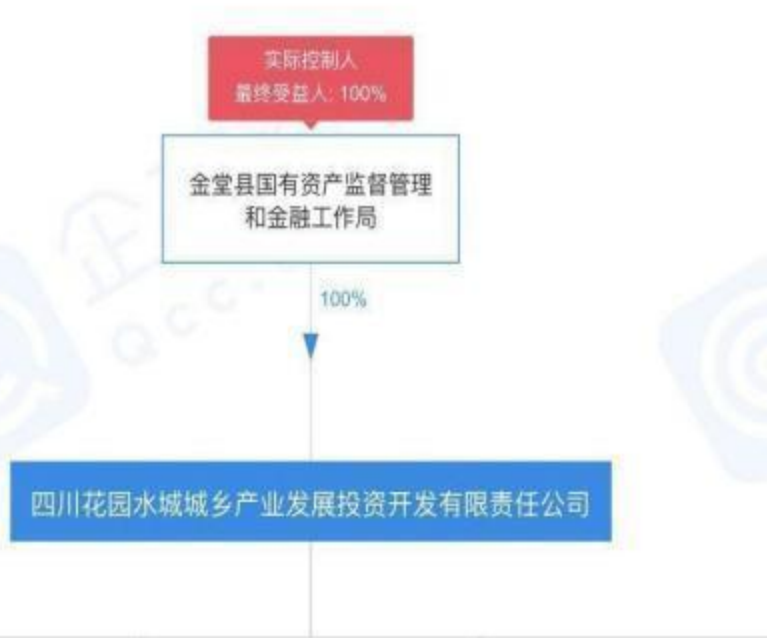 实际控制人
最终受益人: 100%
金堂县国有资产监督管理
和金融工作局
100%
四川花园水城城乡产业发展投资开发有限责任公司
企
Qcc.